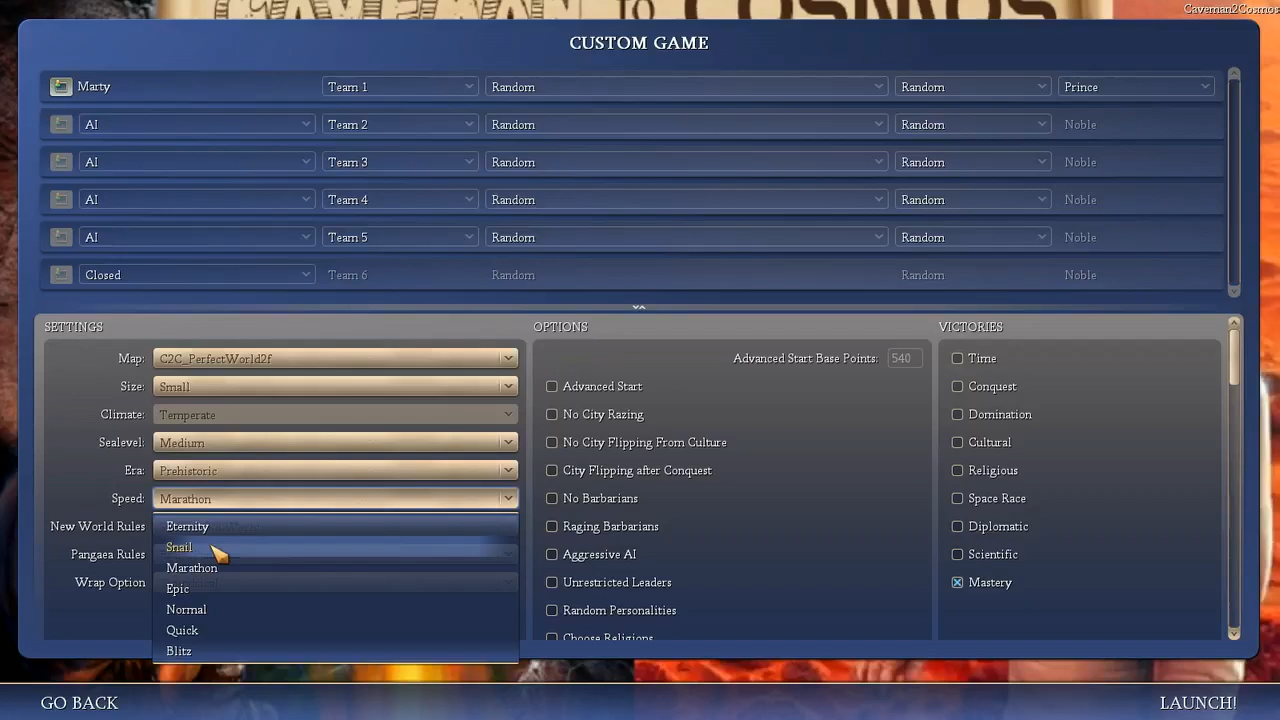 CAVEMAN TO COSMOS
Caveman2Cosmos
CUSTOM GAME
Marty Team 1 Random Random Prince
AI Team 2 Random Random Noble
AI Team 3 Random Random Noble
AI Team 4 Random Random Noble
AI Team 5 Random Random Noble
Closed Team 6 Random Random Noble
SETTINGS
Map: C2C_PerfectWorld2f
Size: Small
Climate: Temperate
Sealevel: Medium
Era: Prehistoric
Speed: Marathon
New World Rules
Pangaea Rules
Wrap Option
Eternity
Snail
Marathon
Epic
Normal
Quick
Blitz
OPTIONS
Advanced Start Base Points: 540
Advanced Start
No City Razing
No City Flipping From Culture
City Flipping after Conquest
No Barbarians
Raging Barbarians
Aggressive AI
Unrestricted Leaders
Random Personalities
Choose Religions
VICTORIES
Time
Conquest
Domination
Cultural
Religious
Space Race
Diplomatic
Scientific
Mastery
GO BACK
LAUNCH!